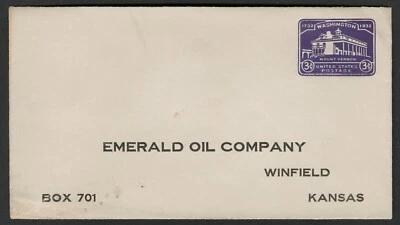 1732 WASHINGTON 1932
MOUNT VERNON
3¢ UNITED STATES 3¢
POSTAGE
EMERALD OIL COMPANY
WINFIELD
BOX 701 KANSAS